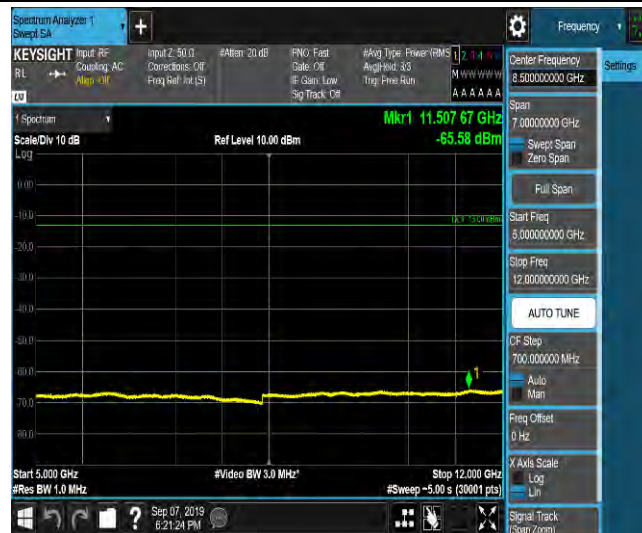 Spectrum Analyzer 1
Swept SA
+
Frequency
KEYSIGHT
Input: RF
Coupling: AC
Align: Off
RL
Input Z: 50 Ω
Corrections: Off
Freq Ref: Int (S)
#Atten: 20 dB
PNO: Fast
Gate: Off
IF Gain: Low
Sig Track: Off
#Avg Type: Power (RMS
Avg|Hold: 3/3
Trig: Free Run
M W W W W W
A A A A A A
LXI
1 Spectrum
Mkr1 11.507 67 GHz
-65.58 dBm
Scale/Div 10 dB
Ref Level 10.00 dBm
Log
0.00
-10.0
-20.0
-30.0
-40.0
-50.0
-60.0
-70.0
-80.0
1
Start 5.000 GHz
#Video BW 3.0 MHz*
Stop 12.000 GHz
#Res BW 1.0 MHz
#Sweep ~5.00 s (30001 pts)
Sep 07, 2019
6:21:24 PM
?
Center Frequency
8.500000000 GHz
Settings
Span
7.00000000 GHz
Swept Span
Zero Span
Full Span
Start Freq
5.000000000 GHz
Stop Freq
12.000000000 GHz
AUTO TUNE
CF Step
700.000000 MHz
Auto
Man
Freq Offset
0 Hz
X Axis Scale
Log
Lin
Signal Track
(Span Zoom)